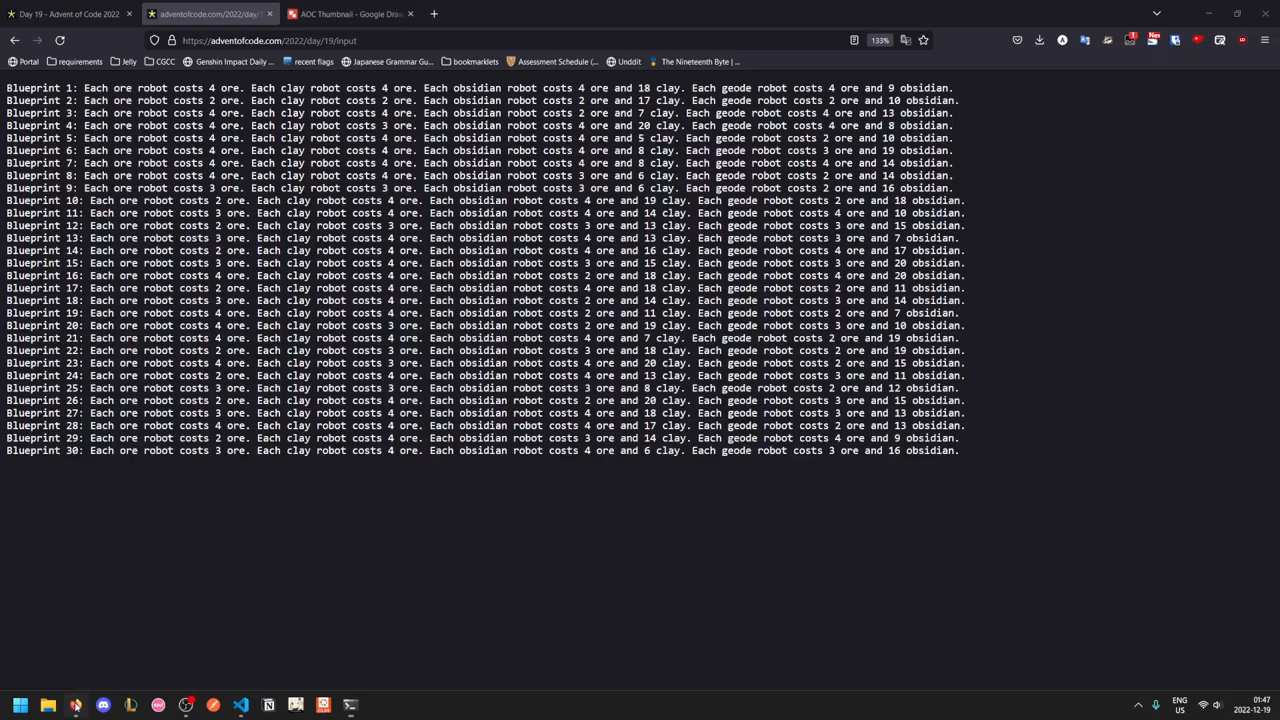 Day 19 - Advent of Code 2022
adventofcode.com/2022/day/1
AOC Thumbnail - Google Draw
https://adventofcode.com/2022/day/19/input
133%
Portal
requirements
Jelly
CGCC
Genshin Impact Daily ...
recent flags
Japanese Grammar Gu...
bookmarklets
Assessment Schedule (...
Unddit
The Nineteenth Byte | ...
Blueprint 1: Each ore robot costs 4 ore. Each clay robot costs 4 ore. Each obsidian robot costs 4 ore and 18 clay. Each geode robot costs 4 ore and 9 obsidian.
Blueprint 2: Each ore robot costs 2 ore. Each clay robot costs 2 ore. Each obsidian robot costs 2 ore and 17 clay. Each geode robot costs 2 ore and 10 obsidian.
Blueprint 3: Each ore robot costs 4 ore. Each clay robot costs 4 ore. Each obsidian robot costs 2 ore and 7 clay. Each geode robot costs 4 ore and 13 obsidian.
Blueprint 4: Each ore robot costs 4 ore. Each clay robot costs 3 ore. Each obsidian robot costs 4 ore and 20 clay. Each geode robot costs 4 ore and 8 obsidian.
Blueprint 5: Each ore robot costs 4 ore. Each clay robot costs 4 ore. Each obsidian robot costs 4 ore and 5 clay. Each geode robot costs 2 ore and 10 obsidian.
Blueprint 6: Each ore robot costs 4 ore. Each clay robot costs 4 ore. Each obsidian robot costs 4 ore and 8 clay. Each geode robot costs 3 ore and 19 obsidian.
Blueprint 7: Each ore robot costs 4 ore. Each clay robot costs 4 ore. Each obsidian robot costs 4 ore and 8 clay. Each geode robot costs 4 ore and 14 obsidian.
Blueprint 8: Each ore robot costs 4 ore. Each clay robot costs 4 ore. Each obsidian robot costs 3 ore and 6 clay. Each geode robot costs 2 ore and 14 obsidian.
Blueprint 9: Each ore robot costs 3 ore. Each clay robot costs 3 ore. Each obsidian robot costs 3 ore and 6 clay. Each geode robot costs 2 ore and 16 obsidian.
Blueprint 10: Each ore robot costs 2 ore. Each clay robot costs 4 ore. Each obsidian robot costs 4 ore and 19 clay. Each geode robot costs 2 ore and 18 obsidian.
Blueprint 11: Each ore robot costs 3 ore. Each clay robot costs 4 ore. Each obsidian robot costs 4 ore and 14 clay. Each geode robot costs 4 ore and 10 obsidian.
Blueprint 12: Each ore robot costs 2 ore. Each clay robot costs 3 ore. Each obsidian robot costs 3 ore and 13 clay. Each geode robot costs 3 ore and 15 obsidian.
Blueprint 13: Each ore robot costs 3 ore. Each clay robot costs 4 ore. Each obsidian robot costs 4 ore and 13 clay. Each geode robot costs 3 ore and 7 obsidian.
Blueprint 14: Each ore robot costs 2 ore. Each clay robot costs 4 ore. Each obsidian robot costs 4 ore and 16 clay. Each geode robot costs 4 ore and 17 obsidian.
Blueprint 15: Each ore robot costs 3 ore. Each clay robot costs 4 ore. Each obsidian robot costs 3 ore and 15 clay. Each geode robot costs 3 ore and 20 obsidian.
Blueprint 16: Each ore robot costs 4 ore. Each clay robot costs 4 ore. Each obsidian robot costs 2 ore and 18 clay. Each geode robot costs 4 ore and 20 obsidian.
Blueprint 17: Each ore robot costs 2 ore. Each clay robot costs 4 ore. Each obsidian robot costs 4 ore and 18 clay. Each geode robot costs 2 ore and 11 obsidian.
Blueprint 18: Each ore robot costs 3 ore. Each clay robot costs 4 ore. Each obsidian robot costs 2 ore and 14 clay. Each geode robot costs 3 ore and 14 obsidian.
Blueprint 19: Each ore robot costs 4 ore. Each clay robot costs 4 ore. Each obsidian robot costs 2 ore and 11 clay. Each geode robot costs 2 ore and 7 obsidian.
Blueprint 20: Each ore robot costs 4 ore. Each clay robot costs 3 ore. Each obsidian robot costs 2 ore and 19 clay. Each geode robot costs 3 ore and 10 obsidian.
Blueprint 21: Each ore robot costs 4 ore. Each clay robot costs 4 ore. Each obsidian robot costs 4 ore and 7 clay. Each geode robot costs 2 ore and 19 obsidian.
Blueprint 22: Each ore robot costs 2 ore. Each clay robot costs 3 ore. Each obsidian robot costs 3 ore and 18 clay. Each geode robot costs 2 ore and 19 obsidian.
Blueprint 23: Each ore robot costs 4 ore. Each clay robot costs 3 ore. Each obsidian robot costs 4 ore and 20 clay. Each geode robot costs 2 ore and 15 obsidian.
Blueprint 24: Each ore robot costs 2 ore. Each clay robot costs 4 ore. Each obsidian robot costs 4 ore and 13 clay. Each geode robot costs 3 ore and 11 obsidian.
Blueprint 25: Each ore robot costs 3 ore. Each clay robot costs 3 ore. Each obsidian robot costs 3 ore and 8 clay. Each geode robot costs 2 ore and 12 obsidian.
Blueprint 26: Each ore robot costs 2 ore. Each clay robot costs 4 ore. Each obsidian robot costs 2 ore and 20 clay. Each geode robot costs 3 ore and 15 obsidian.
Blueprint 27: Each ore robot costs 3 ore. Each clay robot costs 4 ore. Each obsidian robot costs 4 ore and 18 clay. Each geode robot costs 3 ore and 13 obsidian.
Blueprint 28: Each ore robot costs 4 ore. Each clay robot costs 4 ore. Each obsidian robot costs 4 ore and 17 clay. Each geode robot costs 2 ore and 13 obsidian.
Blueprint 29: Each ore robot costs 2 ore. Each clay robot costs 4 ore. Each obsidian robot costs 3 ore and 14 clay. Each geode robot costs 4 ore and 9 obsidian.
Blueprint 30: Each ore robot costs 3 ore. Each clay robot costs 4 ore. Each obsidian robot costs 4 ore and 6 clay. Each geode robot costs 3 ore and 16 obsidian.
ENG
US
01:47
2022-12-19